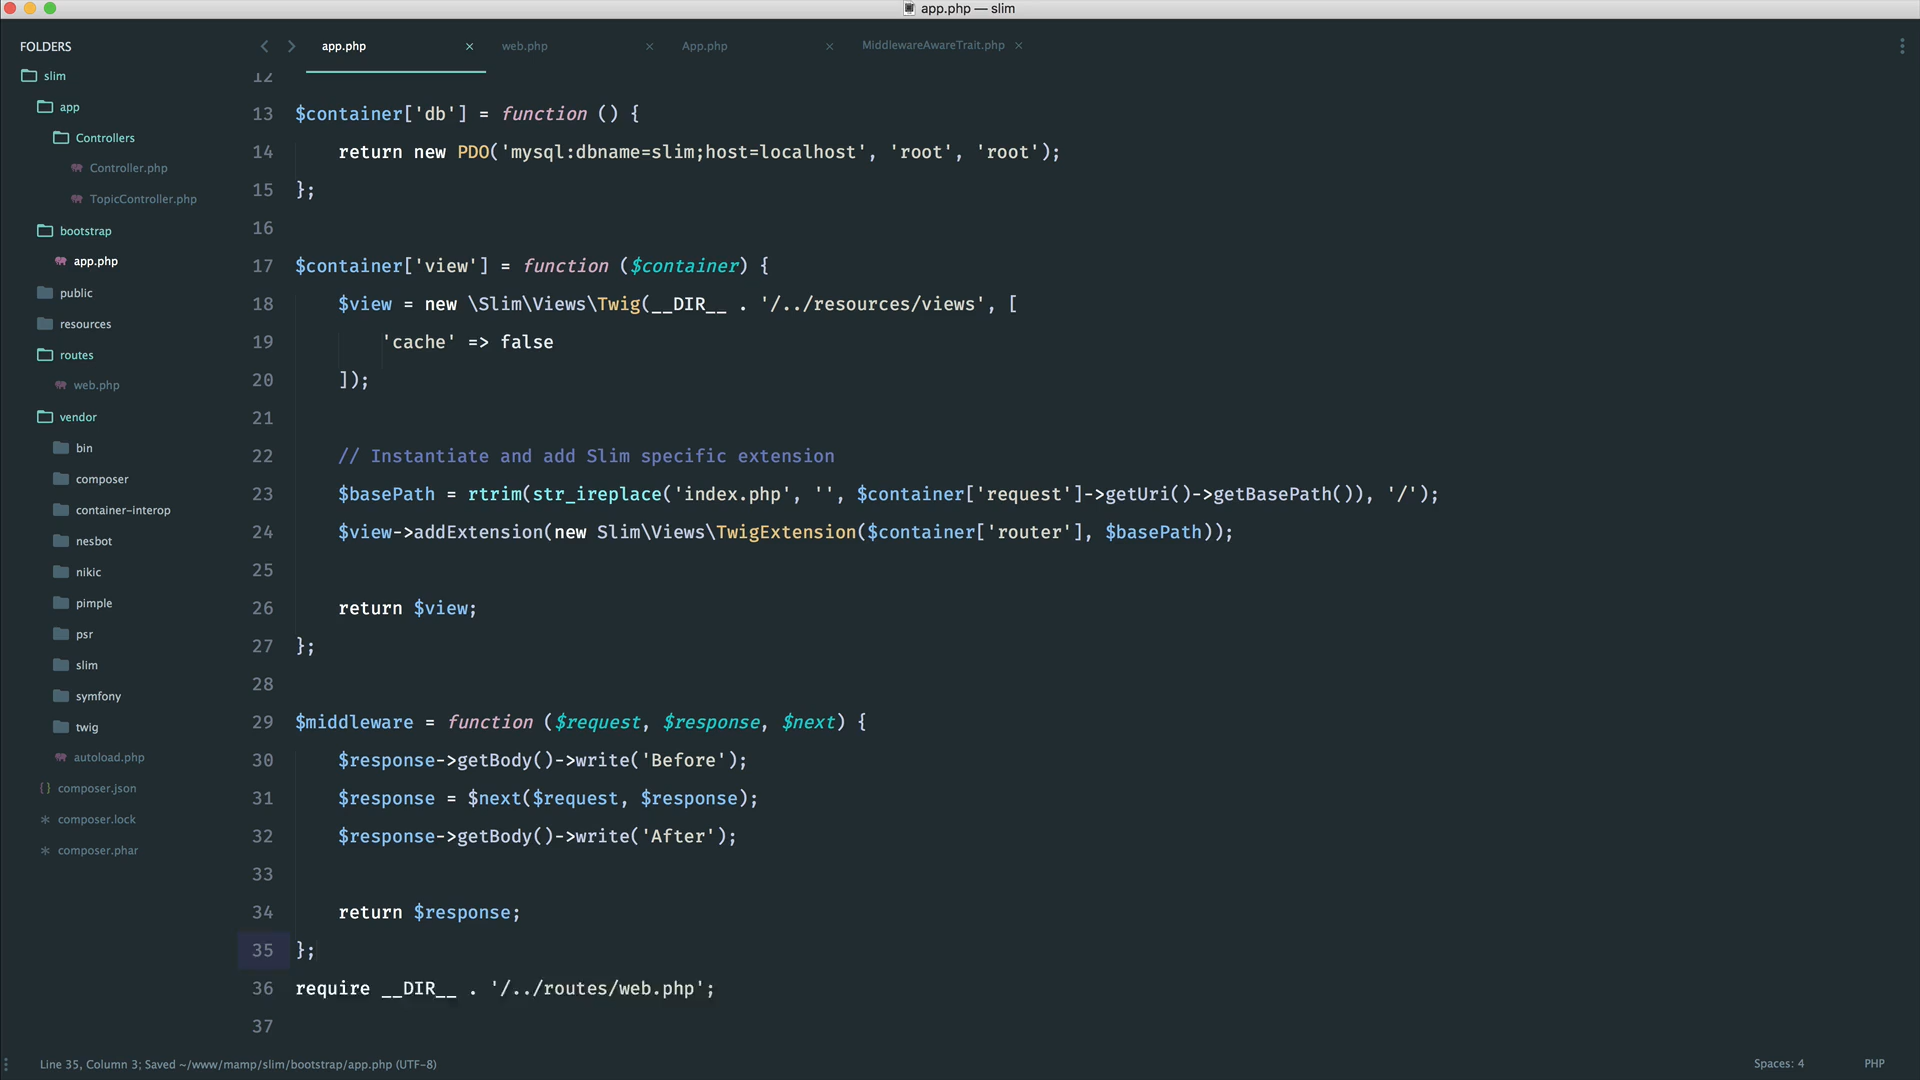 app.php — slim
FOLDERS
slim
app
Controllers
Controller.php
TopicController.php
bootstrap
app.php
public
resources
routes
web.php
vendor
bin
composer
container-interop
nesbot
nikic
pimple
psr
slim
symfony
twig
autoload.php
{} composer.json
* composer.lock
* composer.phar
app.php × web.php × App.php × MiddlewareAwareTrait.php ×
12
13 $container['db'] = function () {
14     return new PDO('mysql:dbname=slim;host=localhost', 'root', 'root');
15 };
16
17 $container['view'] = function ($container) {
18     $view = new \Slim\Views\Twig(__DIR__ . '/../resources/views', [
19         'cache' => false
20     ]);
21
22     // Instantiate and add Slim specific extension
23     $basePath = rtrim(str_ireplace('index.php', '', $container['request']->getUri()->getBasePath()), '/');
24     $view->addExtension(new Slim\Views\TwigExtension($container['router'], $basePath));
25
26     return $view;
27 };
28
29 $middleware = function ($request, $response, $next) {
30     $response->getBody()->write('Before');
31     $response = $next($request, $response);
32     $response->getBody()->write('After');
33
34     return $response;
35 };
36 require __DIR__ . '/../routes/web.php';
37
Line 35, Column 3; Saved ~/www/mamp/slim/bootstrap/app.php (UTF-8)
Spaces: 4
PHP